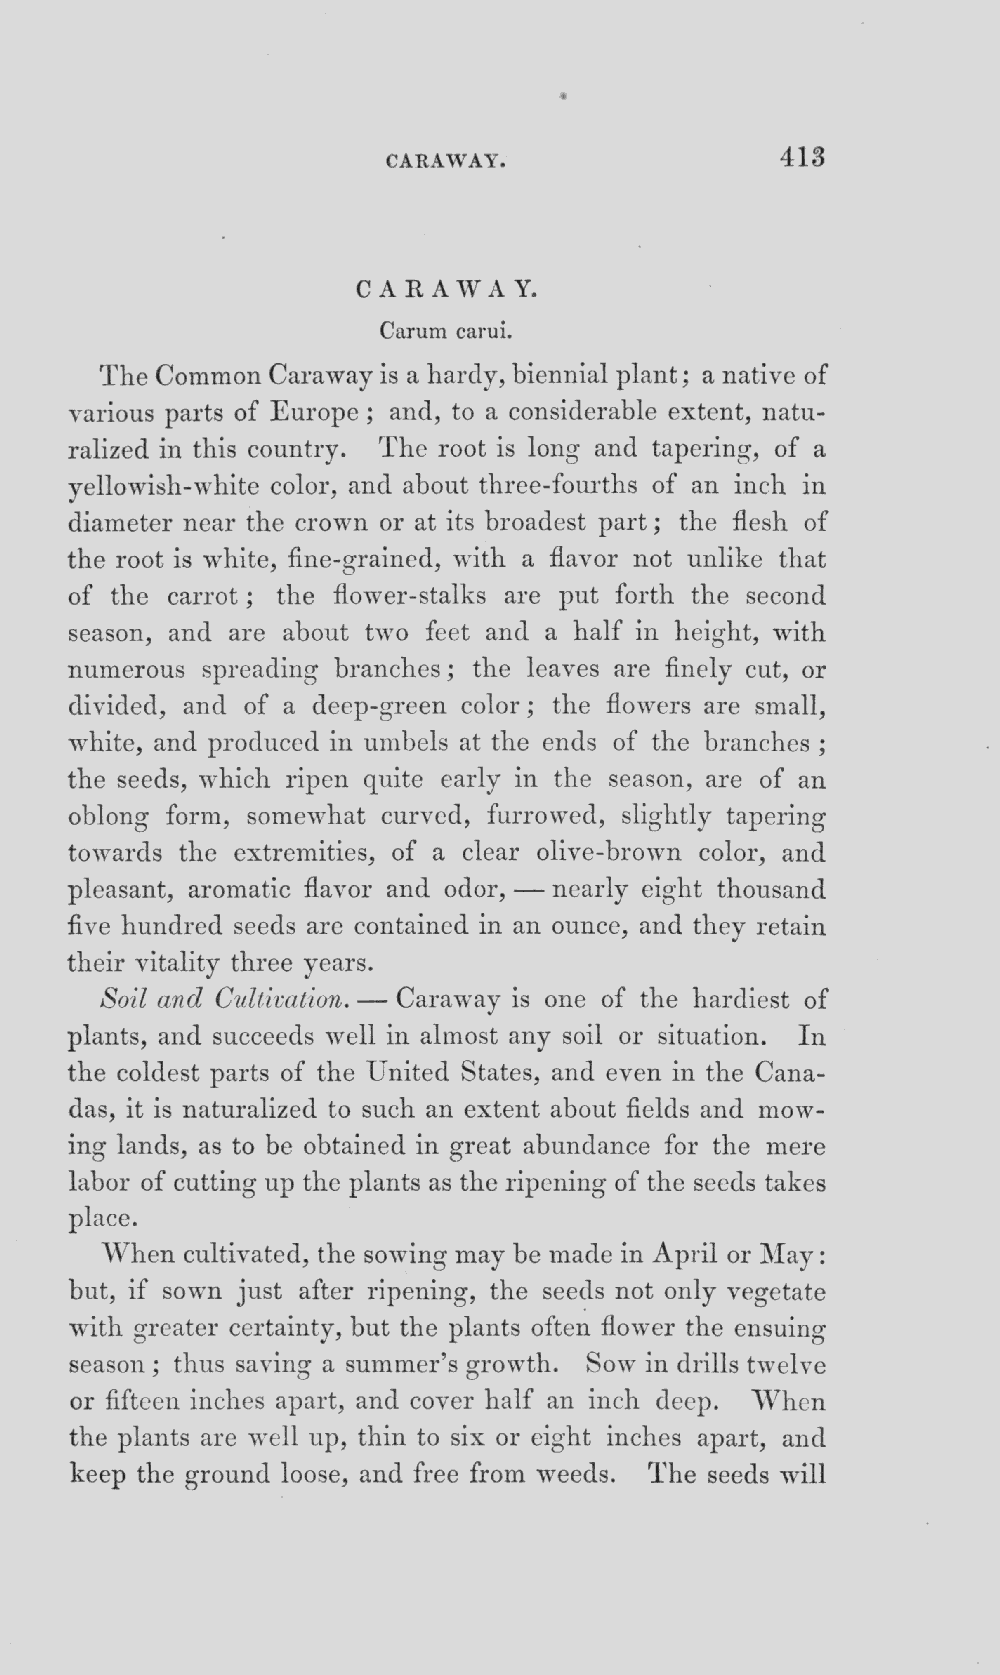 CARAWAY. 413
CARAWAY.
Carum carui.
The Common Caraway is a hardy, biennial plant; a native of
various parts of Europe; and, to a considerable extent, natu-
ralized in this country. The root is long and tapering, of a
yellowish-white color, and about three-fourths of an inch in
diameter near the crown or at its broadest part; the flesh of
the root is white, fine-grained, with a flavor not unlike that
of the carrot; the flower-stalks are put forth the second
season, and are about two feet and a half in height, with
numerous spreading branches; the leaves are finely cut, or
divided, and of a deep-green color; the flowers are small,
white, and produced in umbels at the ends of the branches;
the seeds, which ripen quite early in the season, are of an
oblong form, somewhat curved, furrowed, slightly tapering
towards the extremities, of a clear olive-brown color, and
pleasant, aromatic flavor and odor, — nearly eight thousand
five hundred seeds are contained in an ounce, and they retain
their vitality three years.
Soil and Cultivation. — Caraway is one of the hardiest of
plants, and succeeds well in almost any soil or situation. In
the coldest parts of the United States, and even in the Cana-
das, it is naturalized to such an extent about fields and mow-
ing lands, as to be obtained in great abundance for the mere
labor of cutting up the plants as the ripening of the seeds takes
place.
When cultivated, the sowing may be made in April or May:
but, if sown just after ripening, the seeds not only vegetate
with greater certainty, but the plants often flower the ensuing
season; thus saving a summer's growth. Sow in drills twelve
or fifteen inches apart, and cover half an inch deep. When
the plants are well up, thin to six or eight inches apart, and
keep the ground loose, and free from weeds. The seeds will